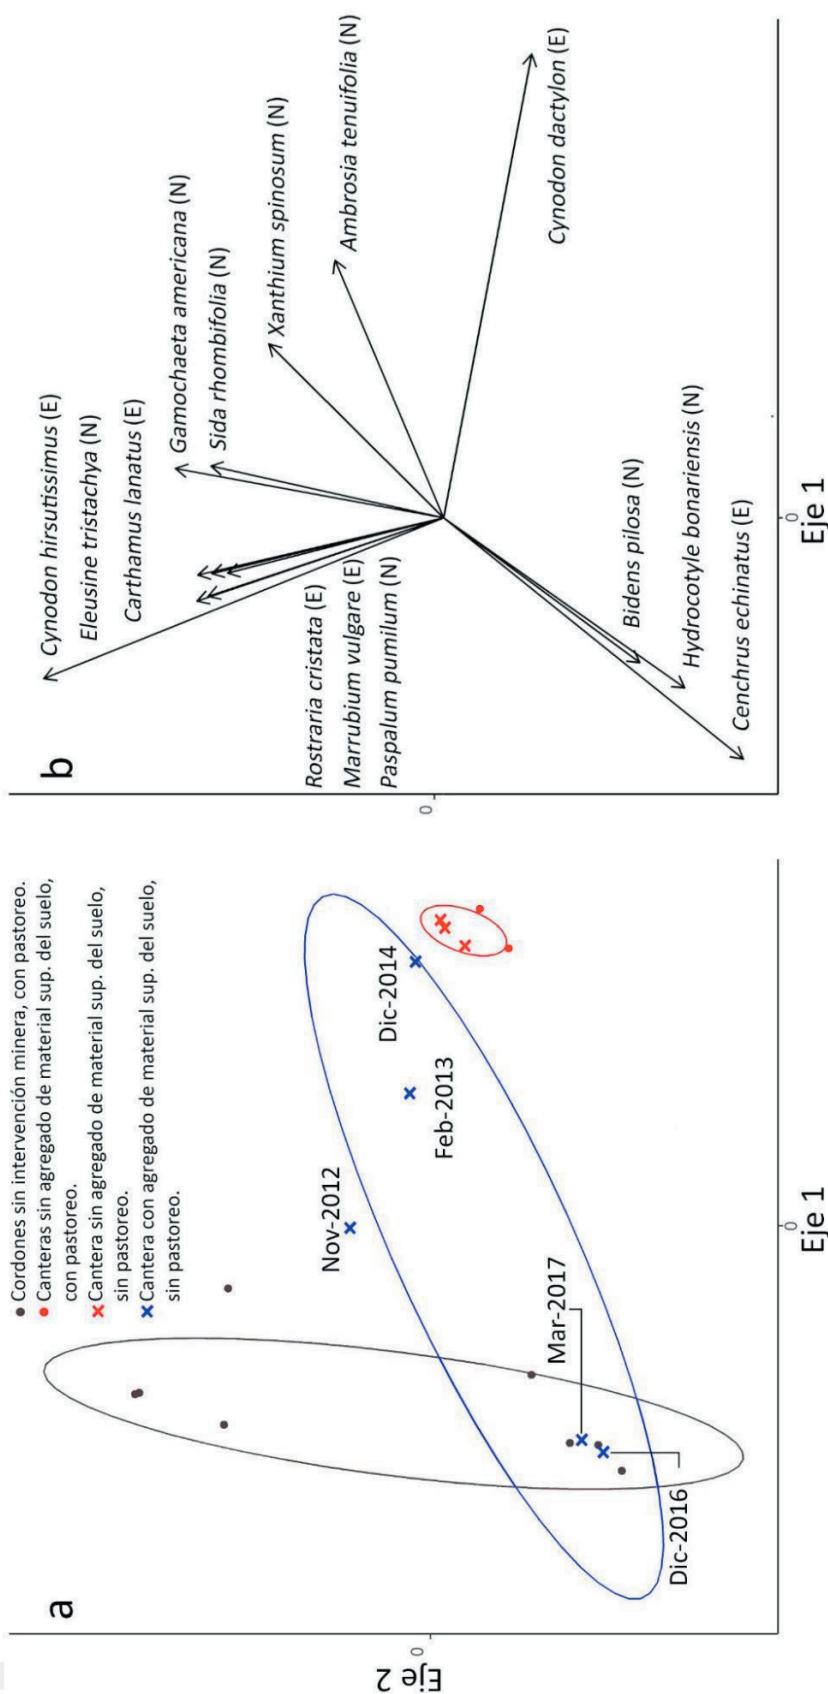 a
Cordones sin intervención minera, con pastoreo.
Canteras sin agregado de material sup. del suelo,
con pastoreo.
Cantera sin agregado de material sup. del suelo,
sin pastoreo.
Cantera con agregado de material sup. del suelo,
sin pastoreo.
Nov-2012
Dic-2014
Feb-2013
Mar-2017
Dic-2016
0
Eje 2
0
Eje 1
b
Cynodon hirsutissimus (E)
Eleusine tristachya (N)
Carthamus lanatus (E)
Gamochaeta americana (N)
Sida rhombifolia (N)
Xanthium spinosum (N)
Ambrosia tenuifolia (N)
Rostraria cristata (E)
Marrubium vulgare (E)
Paspalum pumilum (N)
Cynodon dactylon (E)
Bidens pilosa (N)
Hydrocotyle bonariensis (N)
Cenchrus echinatus (E)
0
0
Eje 1